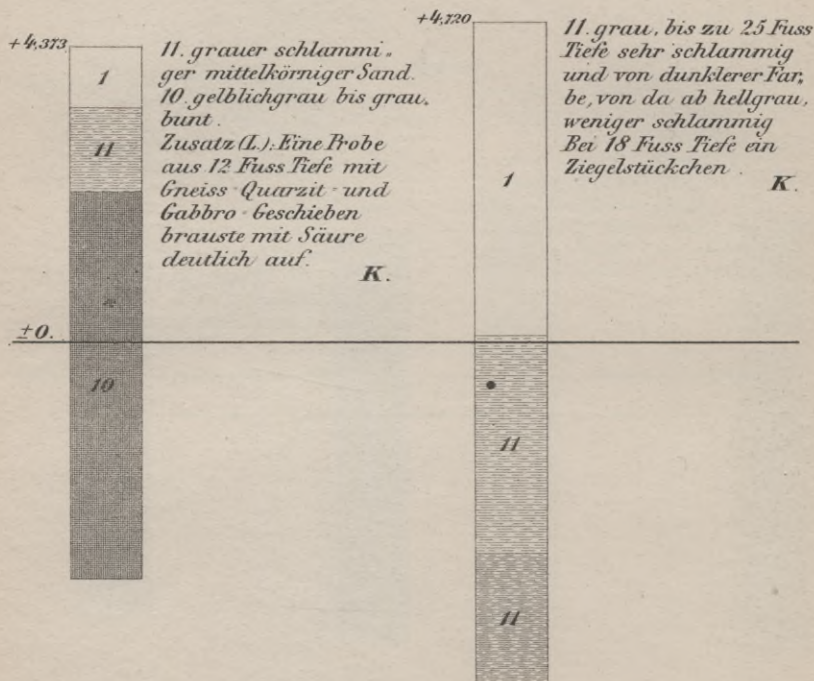 +4,373
11. grauer schlammi„
ger mittelkörniger Sand.
10. gelblichgrau bis grau,
bunt.
Zusatz (L.): Eine Probe
aus 12 Fuss Tiefe mit
Gneiss - Quarzit - und
Gabbro - Geschieben
brauste mit Säure
deutlich auf.
K.
1
11
10
±0.
+4,720
11. grau, bis zu 25 Fuss
Tiefe sehr schlammig
und von dunklerer Far„
be, von da ab hellgrau,
weniger schlammig
Bei 18 Fuss Tiefe ein
Ziegelstückchen.
K.
1
11
11